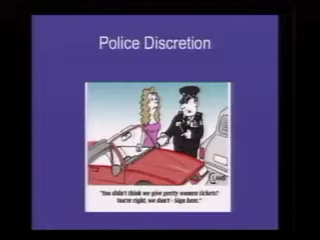 Police Discretion
"You didn't think we give pretty women tickets?
You're right, we don't - Sign here."